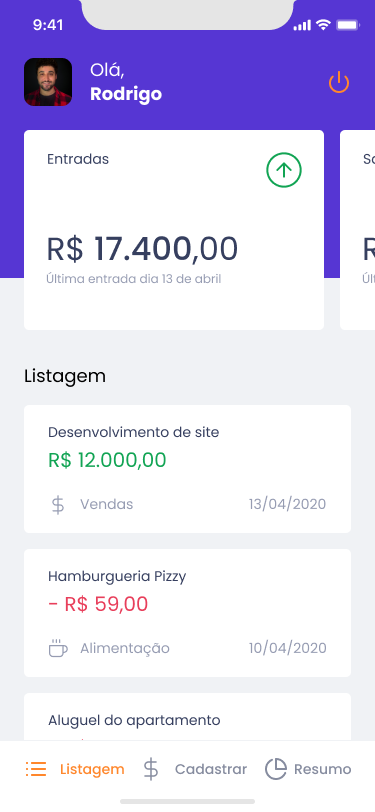 9:41
Olá,
Rodrigo
Entradas
R$ 17.400,00
Última entrada dia 13 de abril
Listagem
Desenvolvimento de site
R$ 12.000,00
Vendas 13/04/2020
Hamburgueria Pizzy
- R$ 59,00
Alimentação 10/04/2020
Aluguel do apartamento
Listagem Cadastrar Resumo